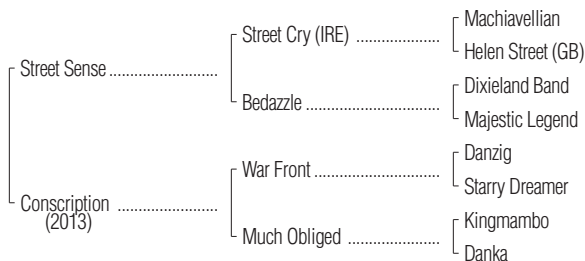 Machiavellian
Street Cry (IRE) ....................
Helen Street (GB)
Street Sense ..........................
Dixieland Band
Bedazzle ................................
Majestic Legend
Danzig
War Front ..............................
Starry Dreamer
Conscription ........................
(2013)
Kingmambo
Much Obliged ......................
Danka